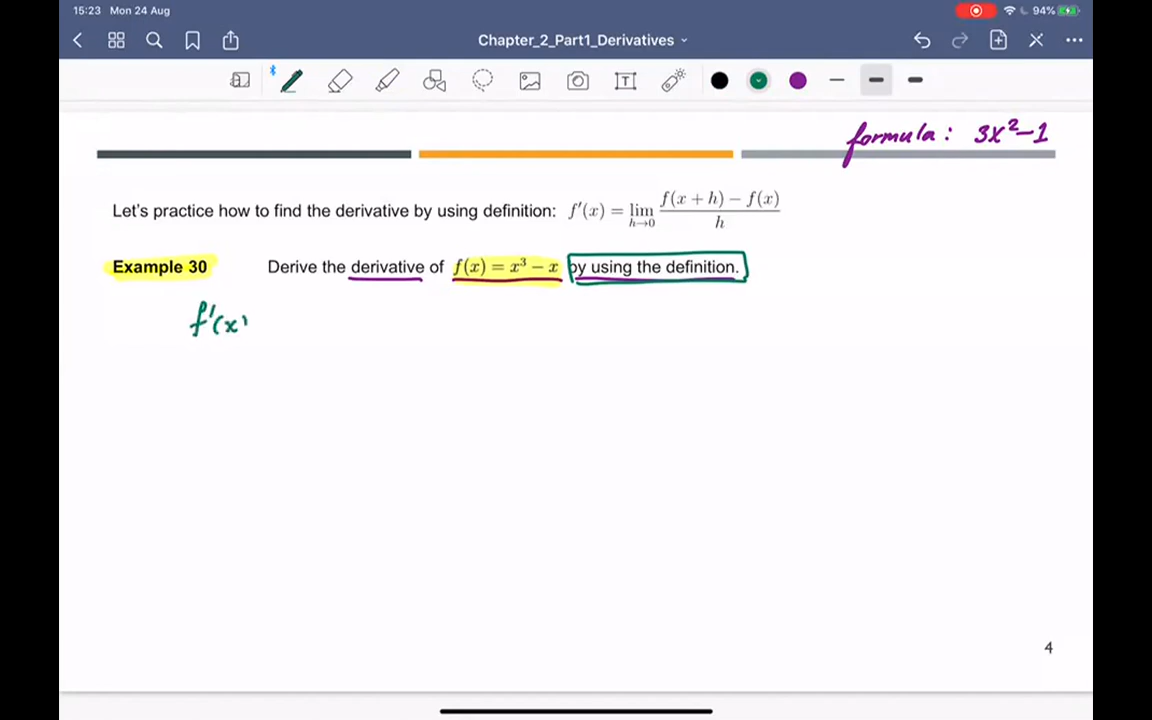 15:23 Mon 24 Aug 94%
Chapter_2_Part1_Derivatives
T
formula: 3x²-1
Let's practice how to find the derivative by using definition: f′(x) = lim h→0 f(x + h) − f(x) / h
Example 30 Derive the derivative of f(x) = x³ − x by using the definition.
f'(x)
4